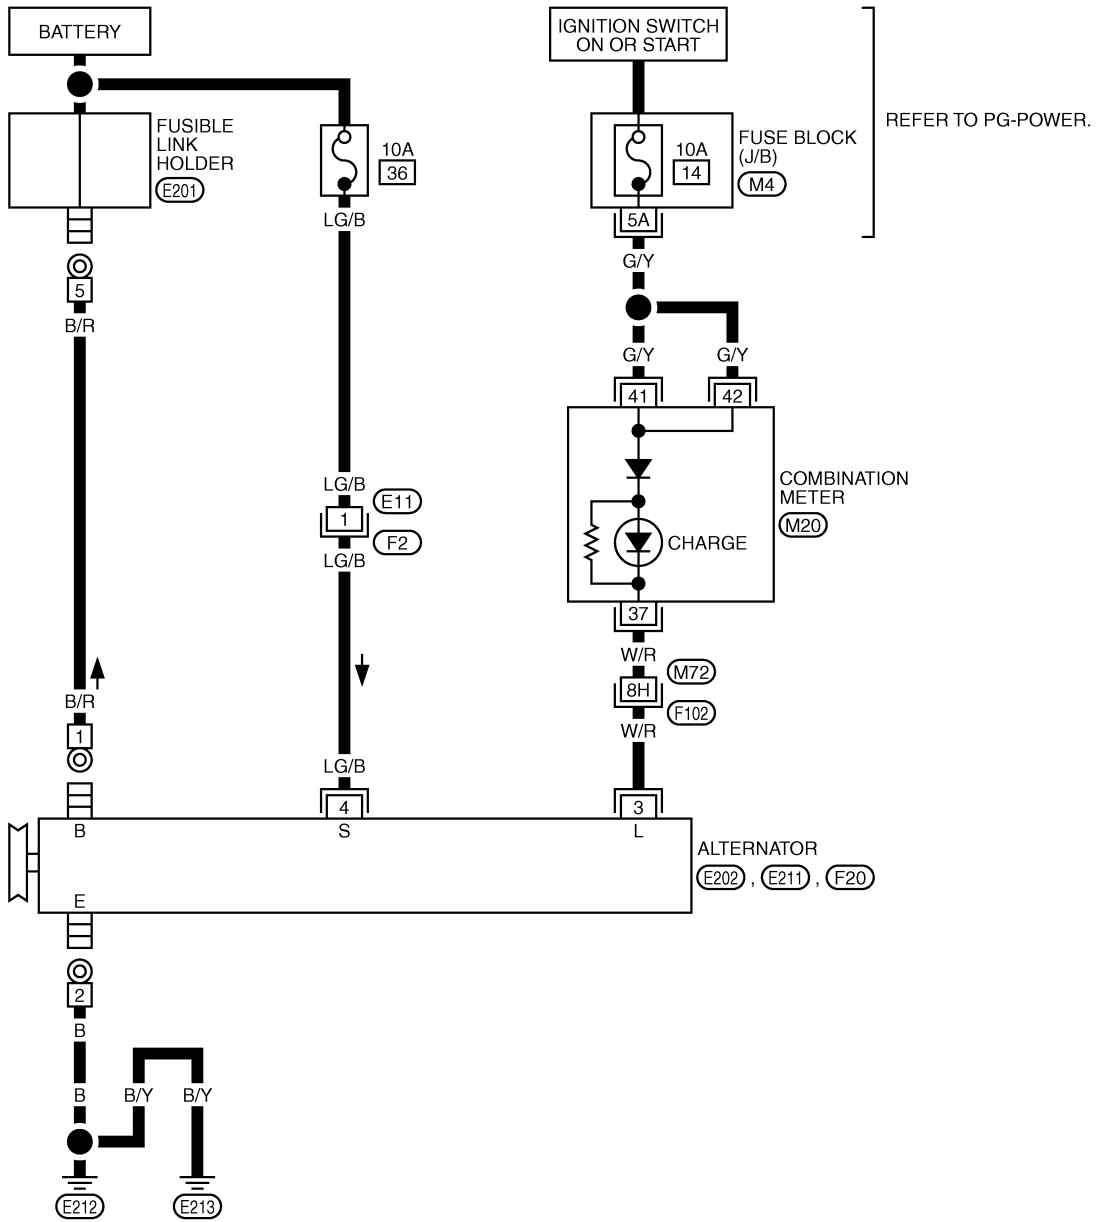 BATTERY
IGNITION SWITCH
ON OR START
REFER TO PG-POWER.
FUSIBLE
LINK
HOLDER
E201
10A
36
10A
14
FUSE BLOCK
(J/B)
M4
LG/B
5A
G/Y
5
B/R
G/Y
G/Y
41
42
COMBINATION
METER
M20
CHARGE
LG/B
E11
1
F2
LG/B
37
W/R
M72
8H
F102
W/R
B/R
1
LG/B
4
3
B
S
L
ALTERNATOR
E202 , E211 , F20
E
2
B
B
B/Y
B/Y
E212
E213